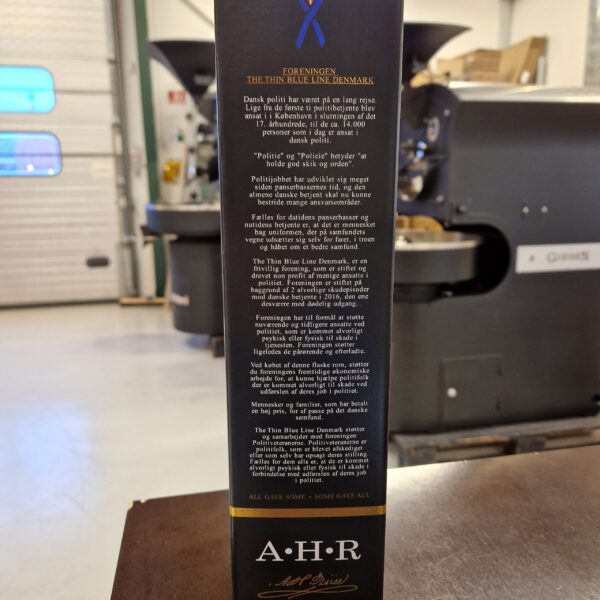 FORENINGEN
THE THIN BLUE LINE DENMARK
Dansk politi har været på en lang rejse.
Lige fra de første ti politibetjente blev
ansat i i København i slutningen af det
17. århundrede, til de ca. 14.000
personer som i dag er ansat i
dansk politi.
"Politie" og "Policie" betyder "at
holde god skik og orden".
Politijobbet har udviklet sig meget
siden panserbassernes tid, og den
almene danske betjent skal nu kunne
bestride mange ansvarsområder.
Fælles for datidens panserbasser og
nutidens betjente er, at det er mennesket
bag uniformen, der på samfundets
vegne udsætter sig selv for farer, i troen
og håbet om et bedre samfund.
The Thin Blue Line Denmark, er en
frivillig forening, som er stiftet og
drevet non profit af menige ansatte i
politiet. Foreningen er stiftet på
baggrund af 2 alvorlige skudepisoder
mod danske betjente i 2016, den ene
desværre med dødelig udgang.
Foreningen har til formål at støtte
nuværende og tidligere ansatte ved
politiet, som er kommet alvorligt
psykisk eller fysisk til skade i
tjenesten. Foreningen støtter
ligeledes de pårørende og efterladte.
Ved købet af denne flaske rom, støtter
du foreningens fremtidige økonomiske
arbejde for, at kunne hjælpe politifolk
der er kommet alvorligt til skade ved
udførslen af deres job i politiet.
Mennesker og familier, som har betalt
en høj pris, for af passe på det danske
samfund.
The Thin Blue Line Denmark støtter
og samarbejder med foreningen
Politiveteranerne. Politiveteranerne er
politifolk, som er blevet afskediget
eller som selv har opsagt deres stilling.
Fælles for dem alle er, at de er kommet
alvorligt psykisk eller fysisk til skade i
forbindelse med udførslen af deres job
i politiet.
ALL GAVE SOME • SOME GAVE ALL
A•H•R
GIESEN